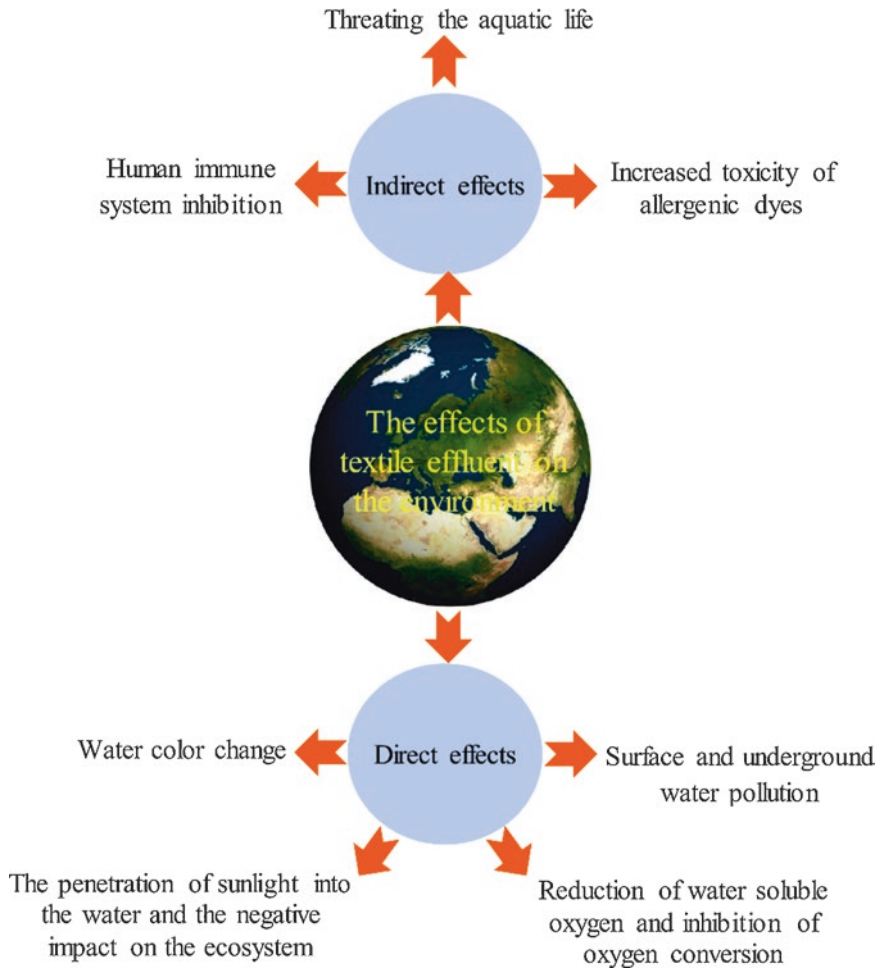 Threating the aquatic life
Human immune
system inhibition
Indirect effects
Increased toxicity of
allergenic dyes
The effects of
textile effluent on
the environment
Water color change
Direct effects
Surface and underground
water pollution
The penetration of sunlight into
the water and the negative
impact on the ecosystem
Reduction of water soluble
oxygen and inhibition of
oxygen conversion